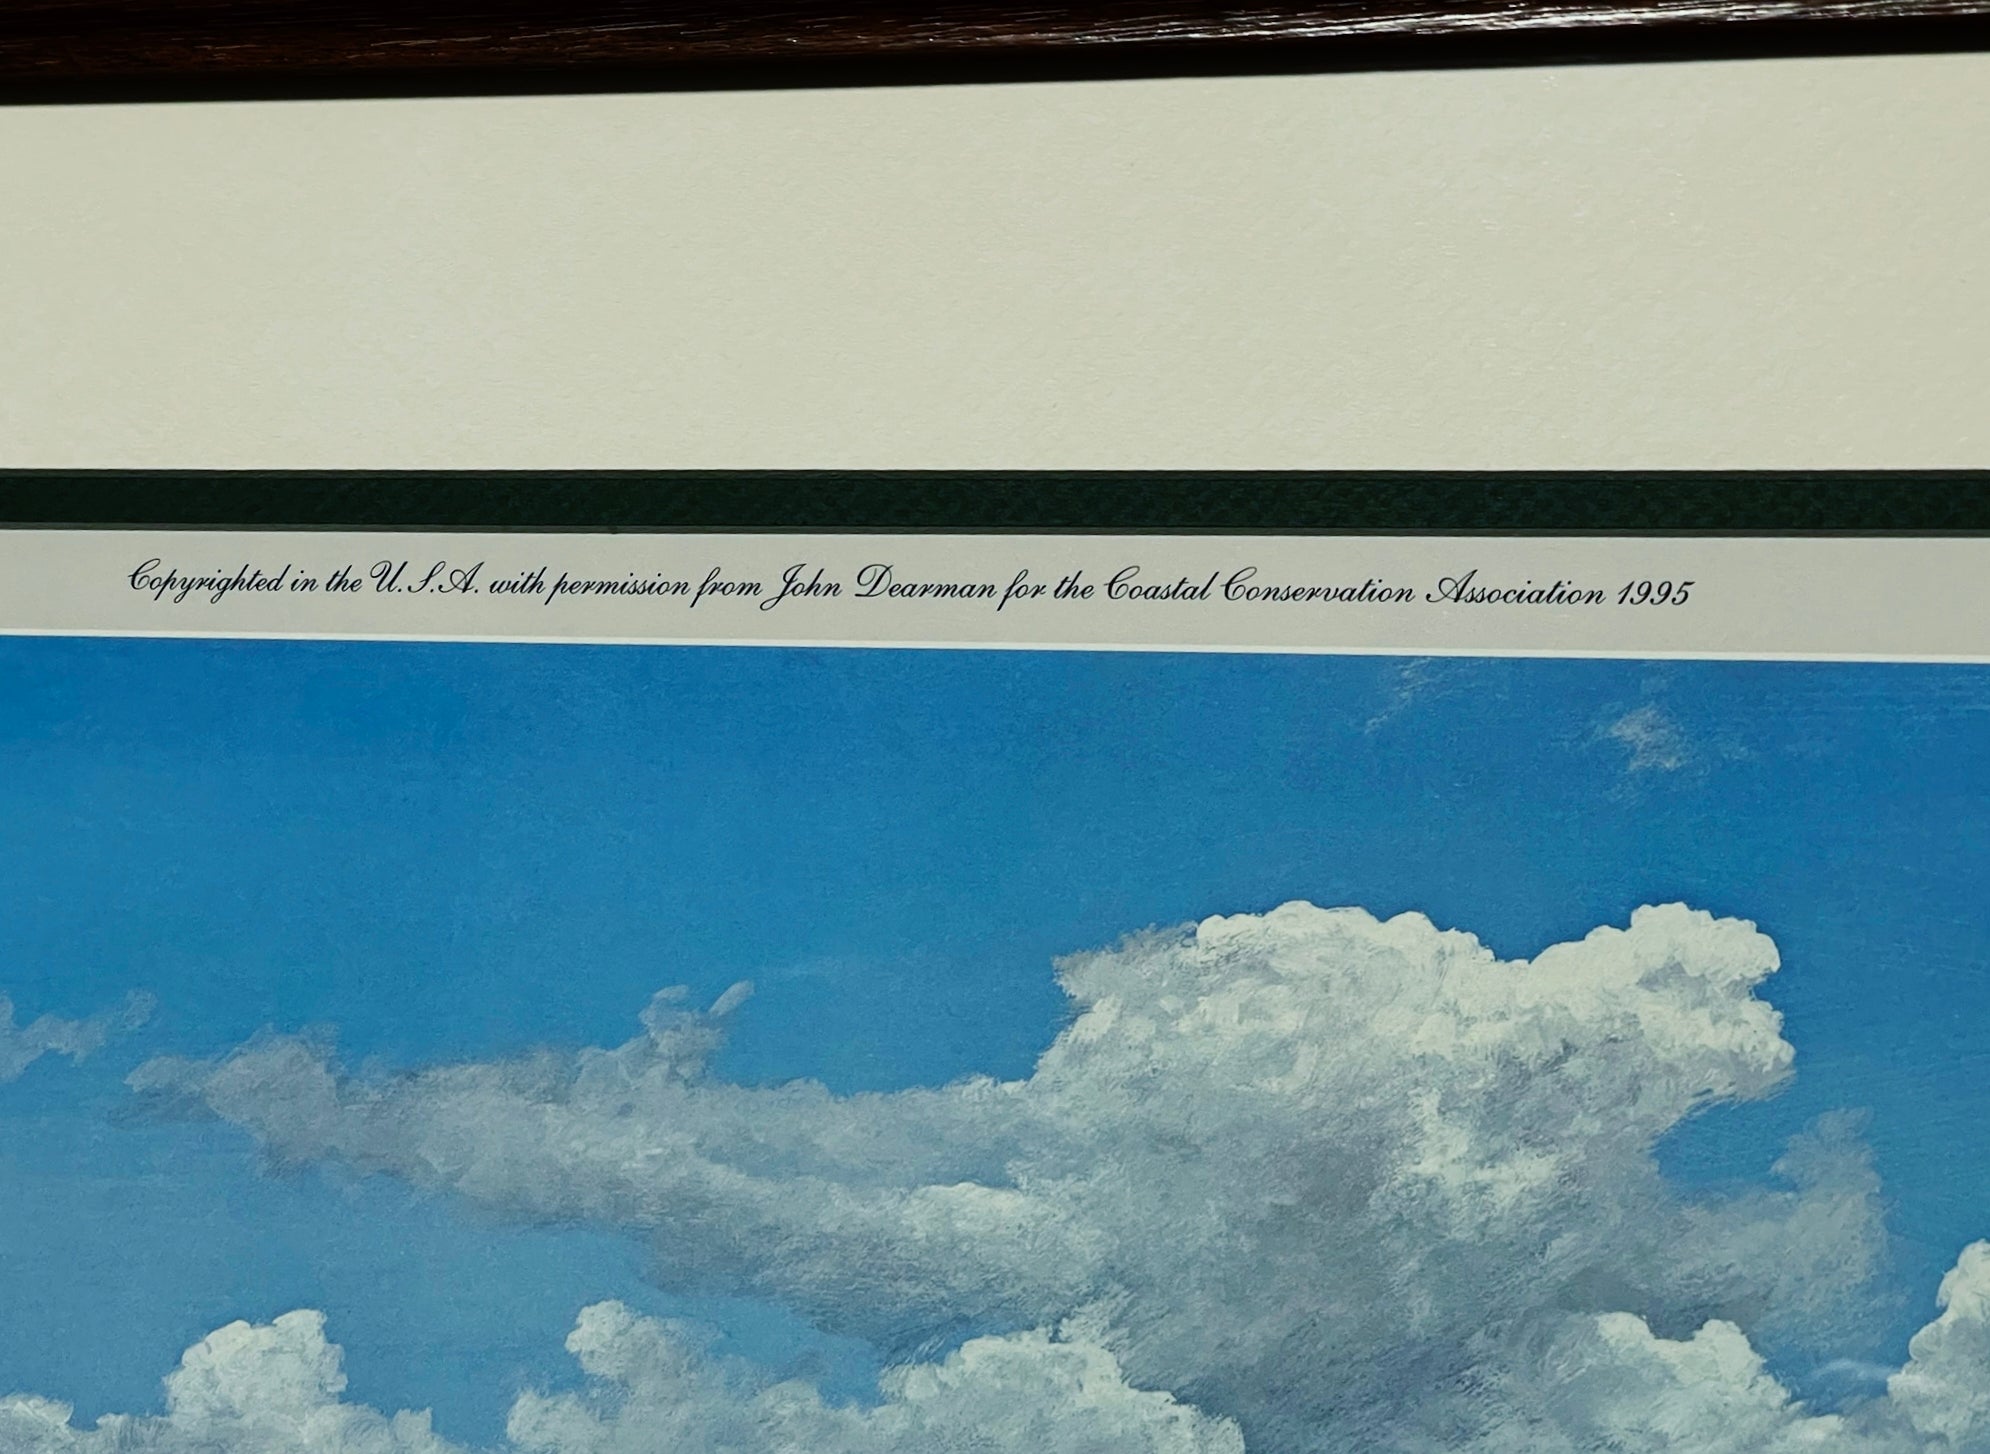 Copyrighted in the U.S.A. with permission from John Dearman for the Coastal Conservation Association 1995